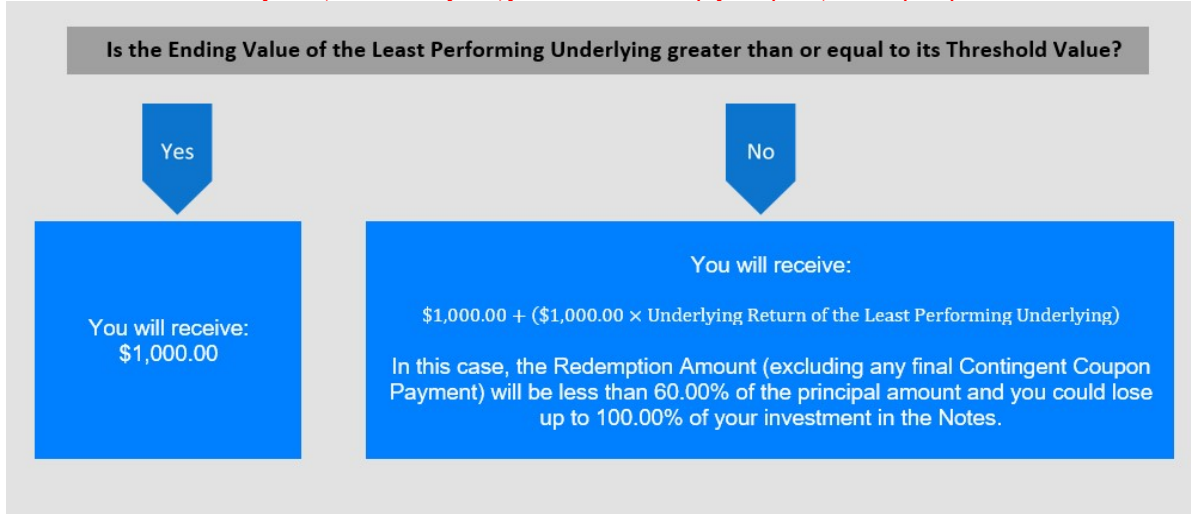 Is the Ending Value of the Least Performing Underlying greater than or equal to its Threshold Value?
Yes
No
You will receive:
$1,000.00
You will receive:
$1,000.00 + ($1,000.00 × Underlying Return of the Least Performing Underlying)
In this case, the Redemption Amount (excluding any final Contingent Coupon
Payment) will be less than 60.00% of the principal amount and you could lose
up to 100.00% of your investment in the Notes.